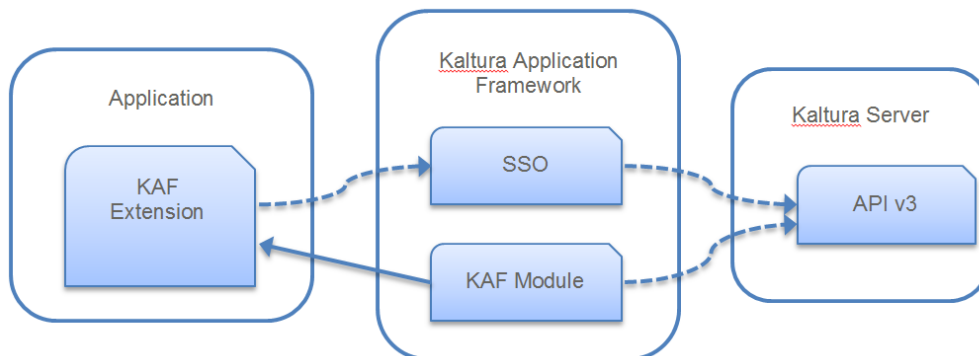 Application
KAF
Extension
Kaltura Application
Framework
SSO
KAF Module
Kaltura Server
API v3